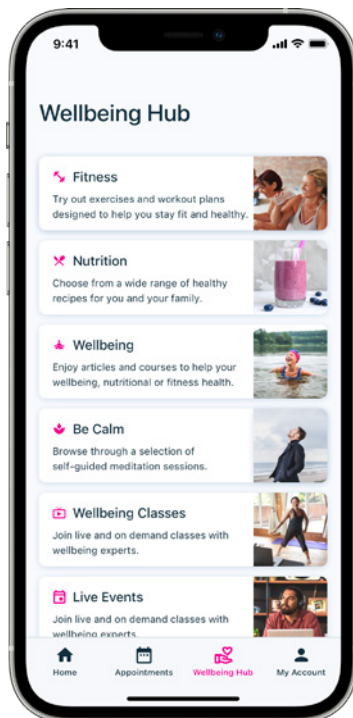 9:41
Wellbeing Hub
Fitness
Try out exercises and workout plans
designed to help you stay fit and healthy.
Nutrition
Choose from a wide range of healthy
recipes for you and your family.
Wellbeing
Enjoy articles and courses to help your
wellbeing, nutritional or fitness health.
Be Calm
Browse through a selection of
self-guided meditation sessions.
Wellbeing Classes
Join live and on demand classes with
wellbeing experts.
Live Events
Join live and on demand classes with
wellbeing experts.
Home Appointments Wellbeing Hub My Account